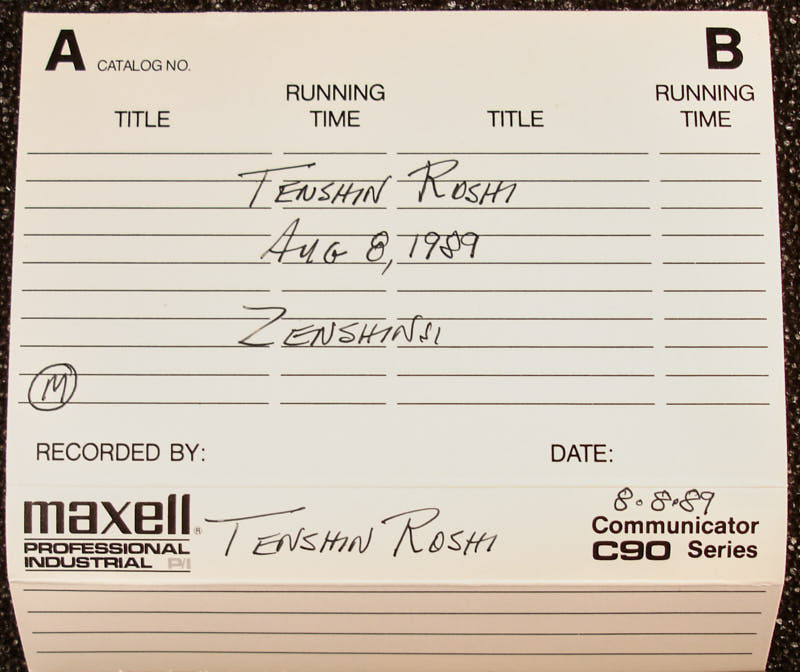 A CATALOG NO. B
TITLE RUNNING TIME TITLE RUNNING TIME
TENSHIN ROSHI
AUG 8, 1989
ZENSHINSI
M
RECORDED BY: DATE:
maxell® TENSHIN ROSHI 8.8.89
PROFESSIONAL Communicator
INDUSTRIAL P/I C90 Series